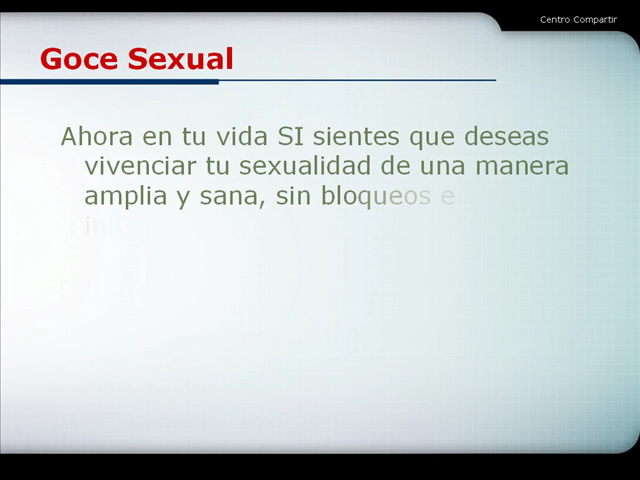 Centro Compartir
Goce Sexual
Ahora en tu vida SI sientes que deseas
vivenciar tu sexualidad de una manera
amplia y sana, sin bloqueos e